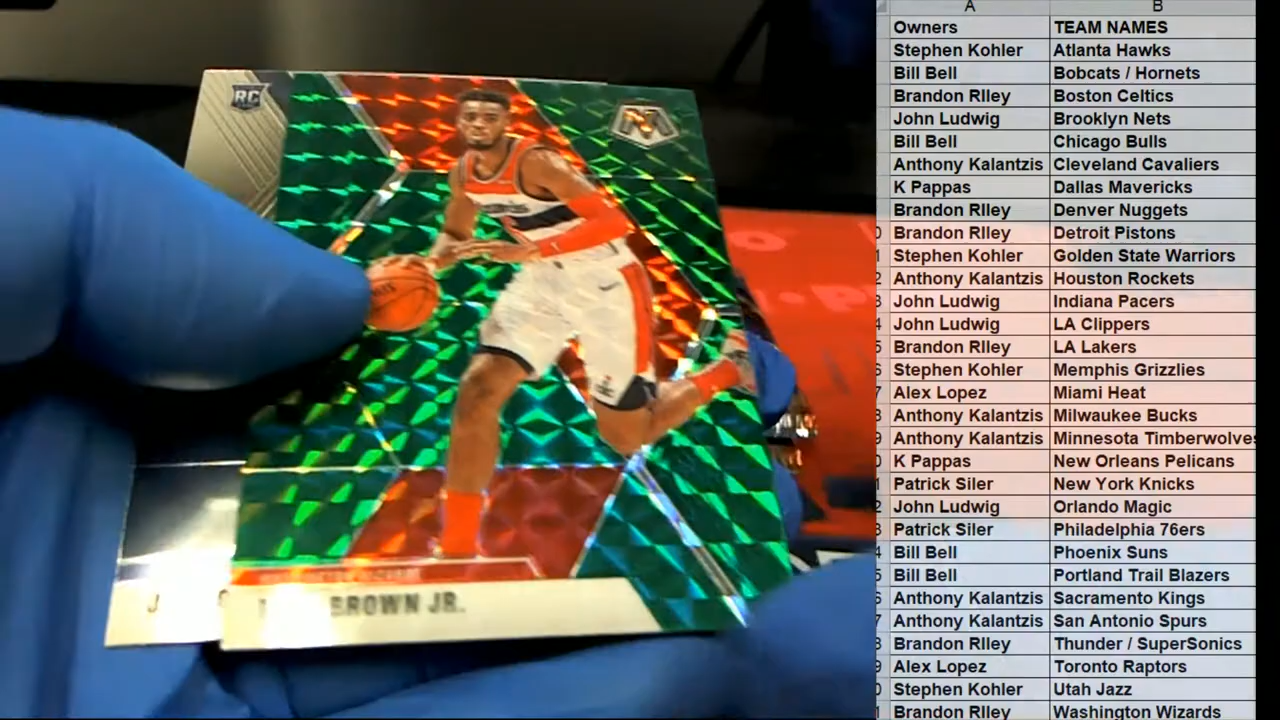 A B
Owners TEAM NAMES
Stephen Kohler Atlanta Hawks
Bill Bell Bobcats / Hornets
Brandon RIley Boston Celtics
John Ludwig Brooklyn Nets
Bill Bell Chicago Bulls
Anthony Kalantzis Cleveland Cavaliers
K Pappas Dallas Mavericks
Brandon RIley Denver Nuggets
Brandon RIley Detroit Pistons
Stephen Kohler Golden State Warriors
Anthony Kalantzis Houston Rockets
John Ludwig Indiana Pacers
John Ludwig LA Clippers
Brandon RIley LA Lakers
Stephen Kohler Memphis Grizzlies
Alex Lopez Miami Heat
Anthony Kalantzis Milwaukee Bucks
Anthony Kalantzis Minnesota Timberwolves
K Pappas New Orleans Pelicans
Patrick Siler New York Knicks
John Ludwig Orlando Magic
Patrick Siler Philadelphia 76ers
Bill Bell Phoenix Suns
Bill Bell Portland Trail Blazers
Anthony Kalantzis Sacramento Kings
Anthony Kalantzis San Antonio Spurs
Brandon RIley Thunder / SuperSonics
Alex Lopez Toronto Raptors
Stephen Kohler Utah Jazz
Brandon RIley Washington Wizards
RC
BROWN JR.